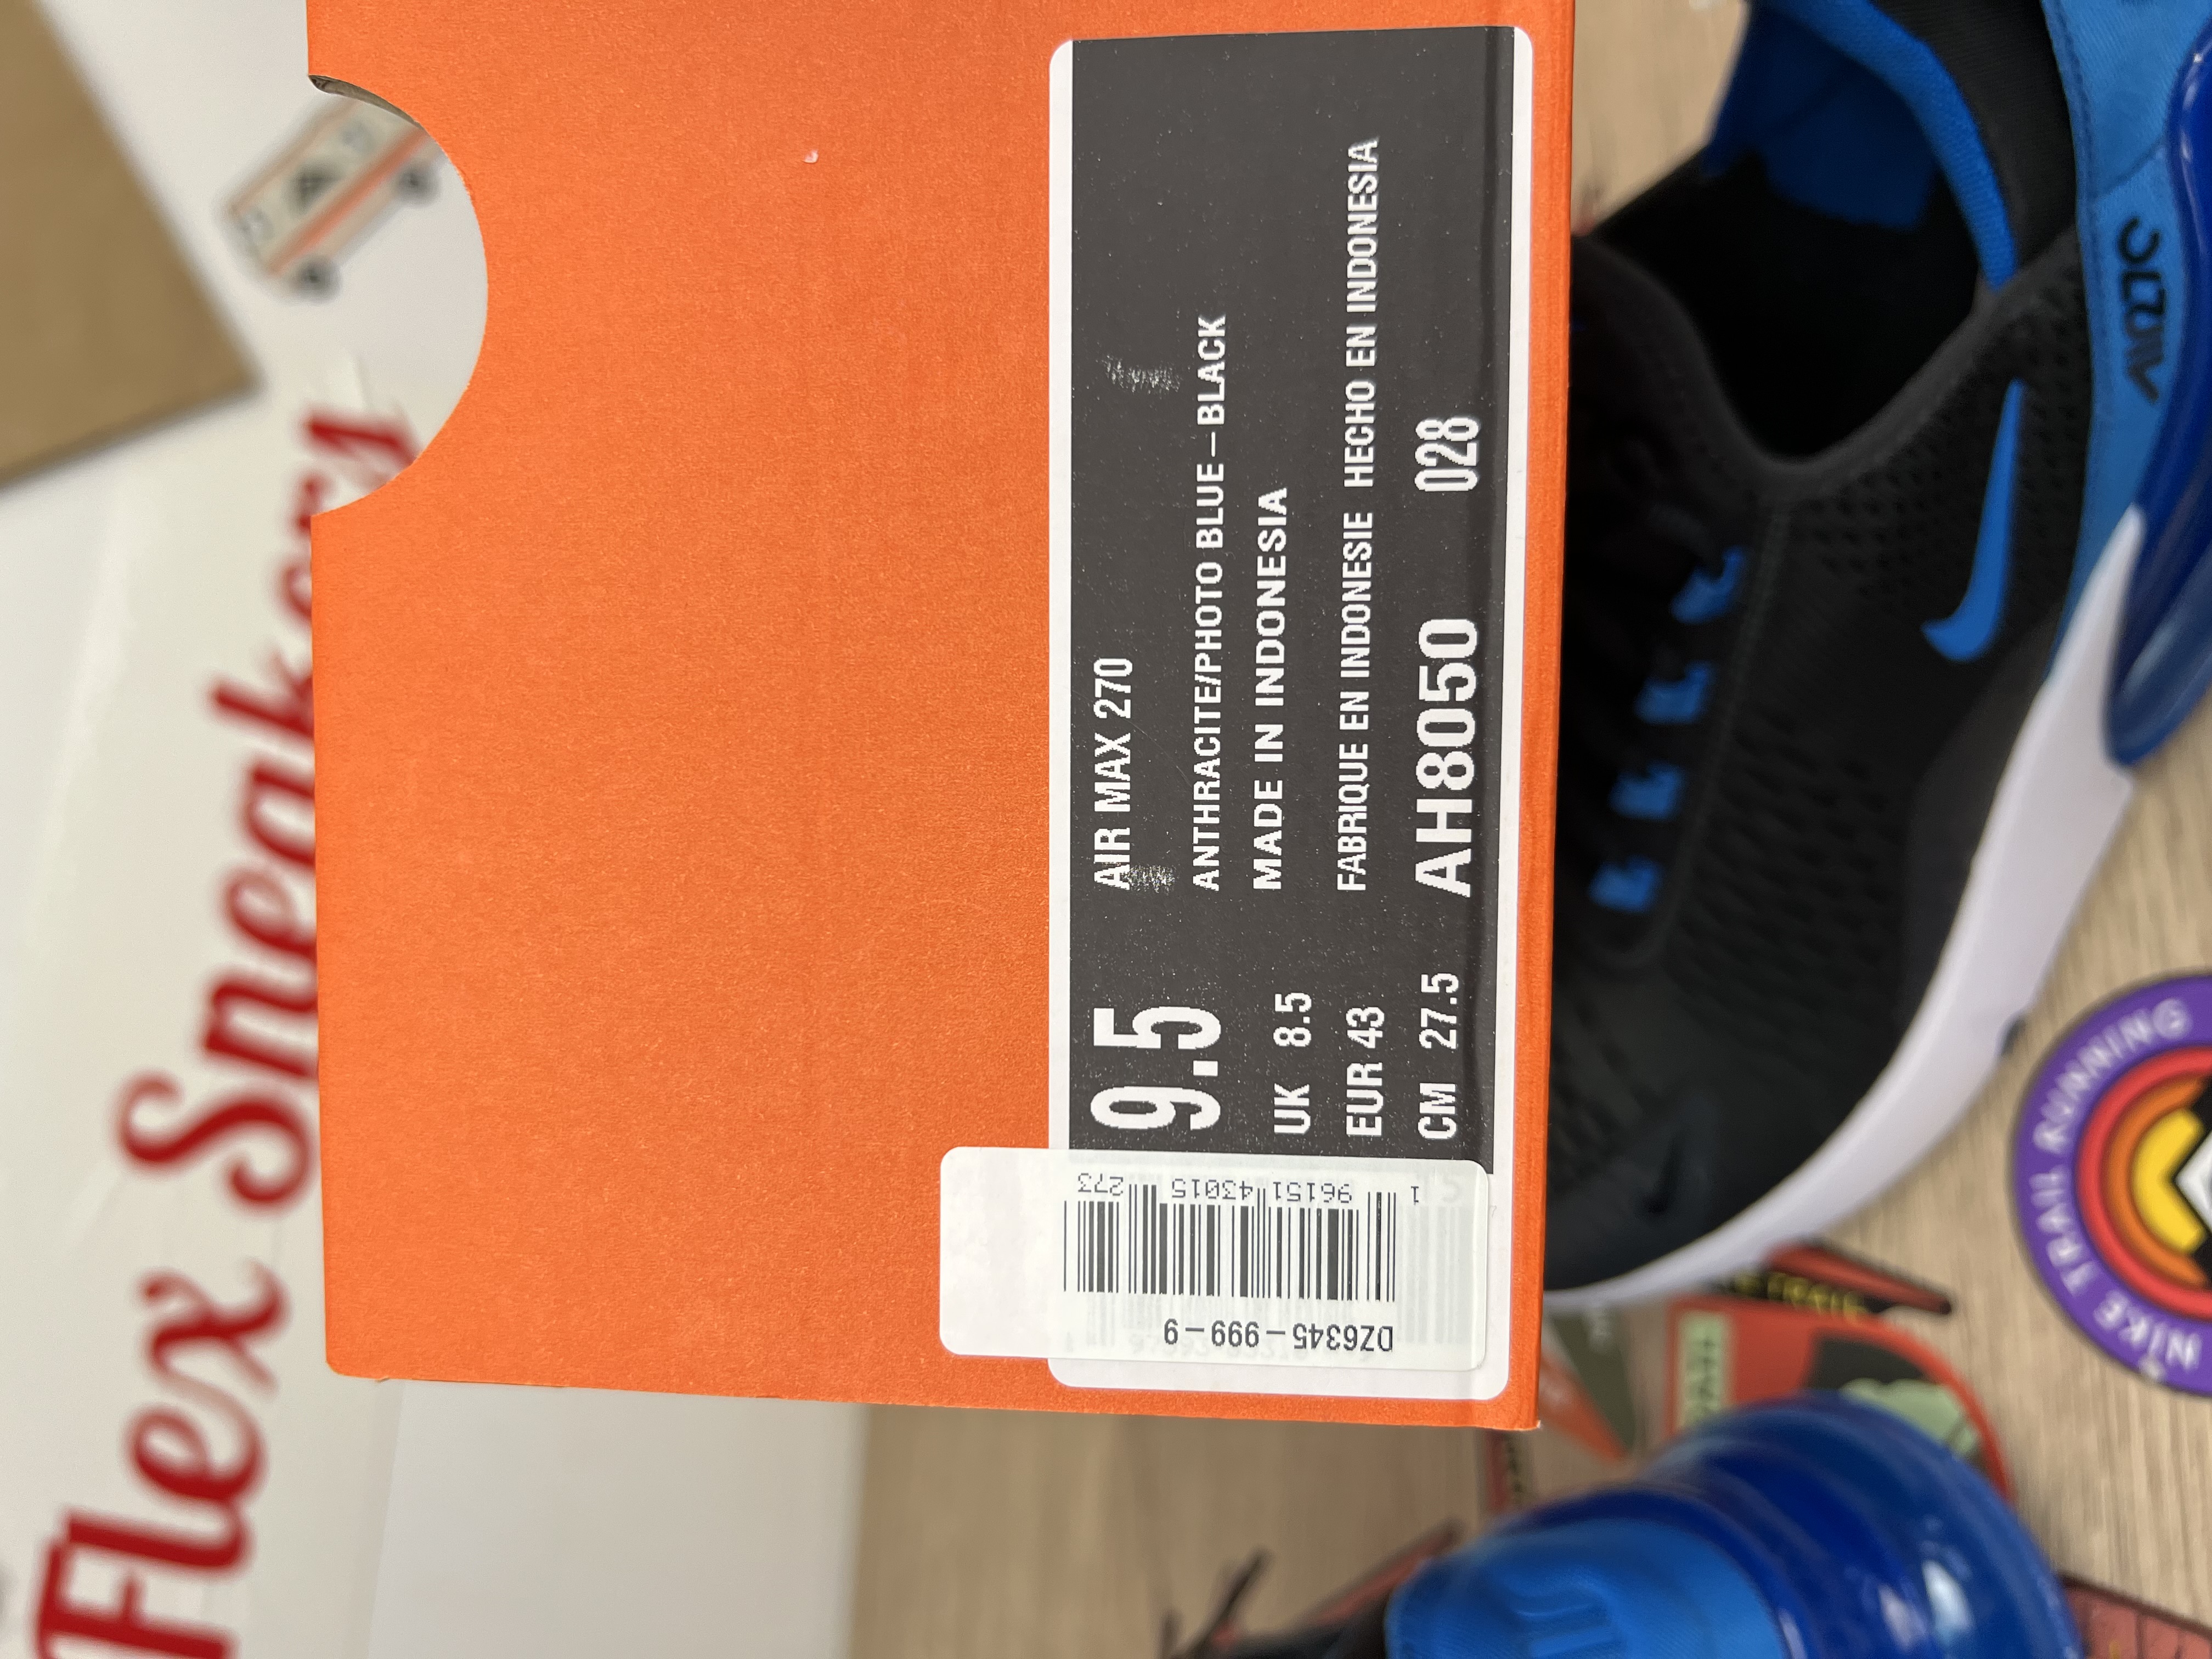 Flex Sneakers
DZ6345-999-9
1 96151 43015 273
9.5
AIR MAX 270
ANTHRACITE/PHOTO BLUE-BLACK
UK 8.5
MADE IN INDONESIA
EUR 43
FABRIQUE EN INDONESIE HECHO EN INDONESIA
CM 27.5
AH8050 028
NIKE TRAIL RUNNING